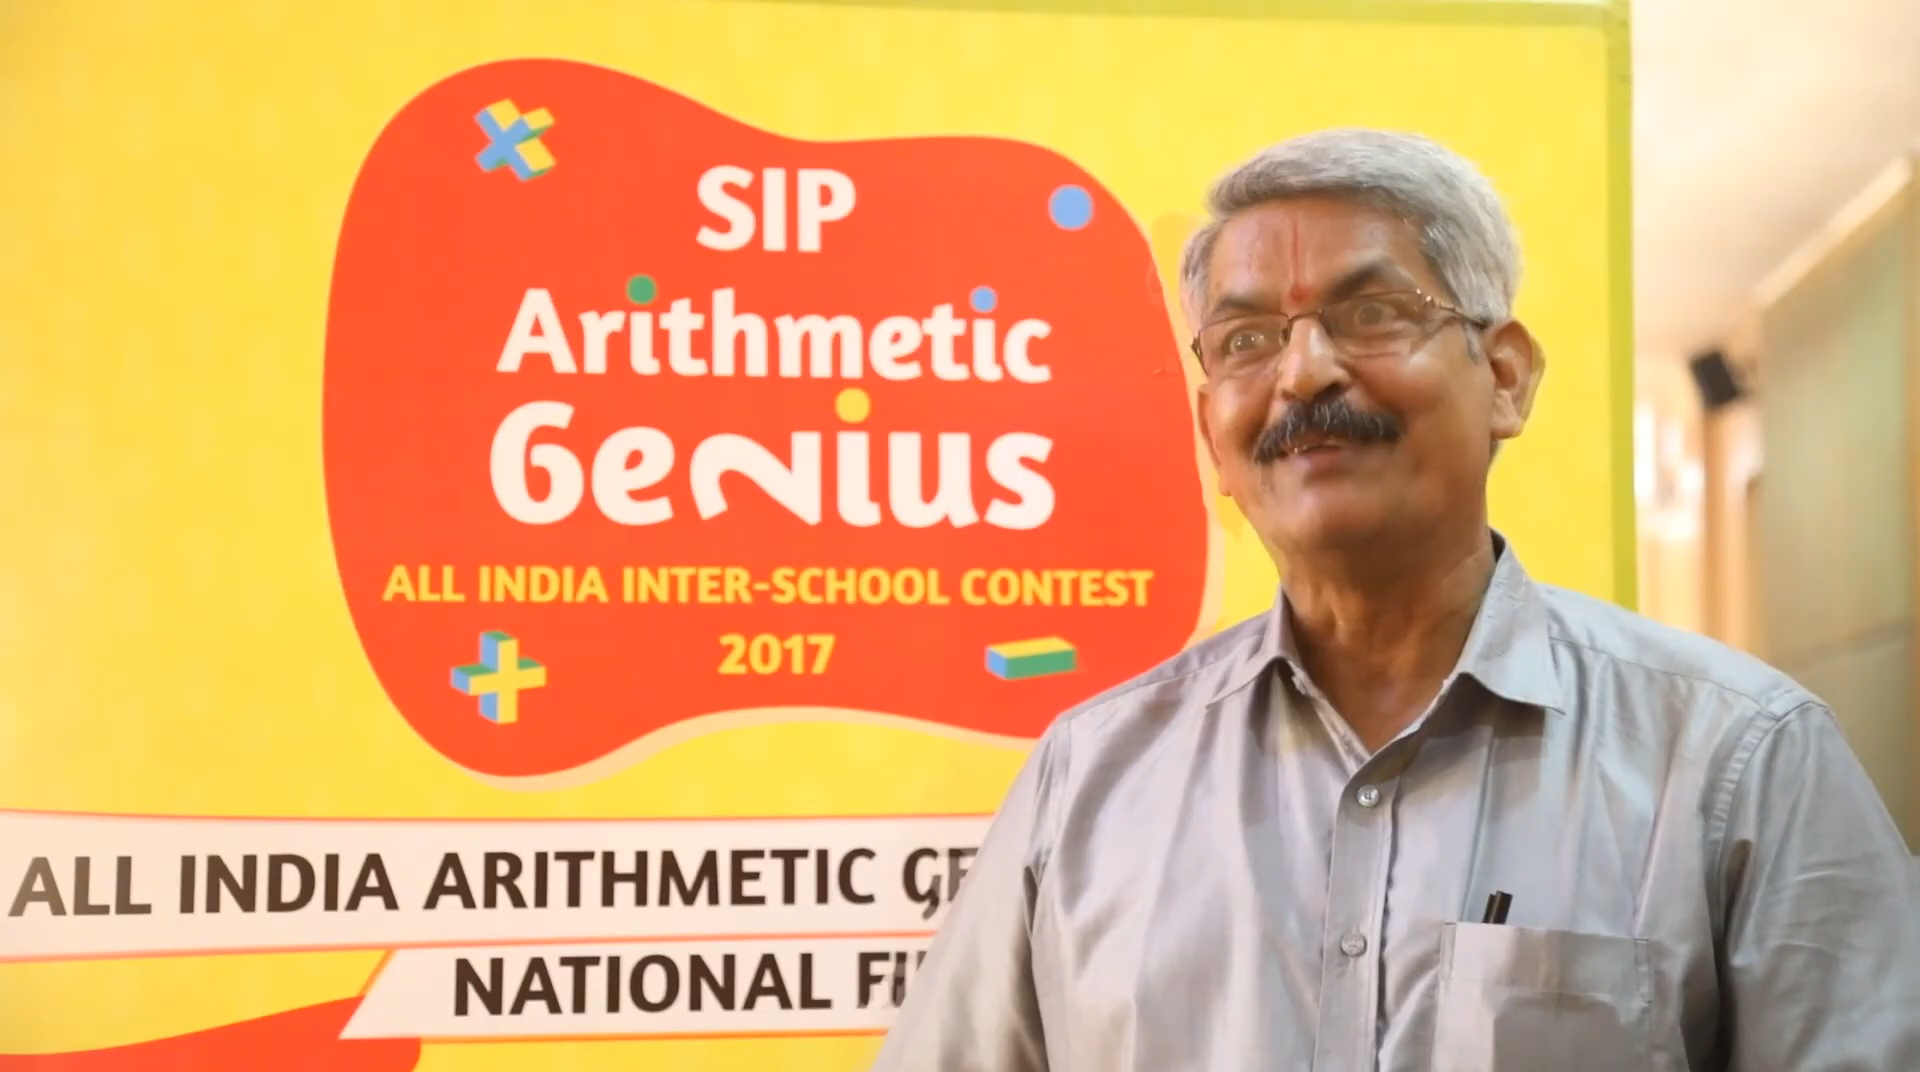 SIP
Arithmetic
Genius
ALL INDIA INTER-SCHOOL CONTEST
2017
ALL INDIA ARITHMETIC
NATIONAL